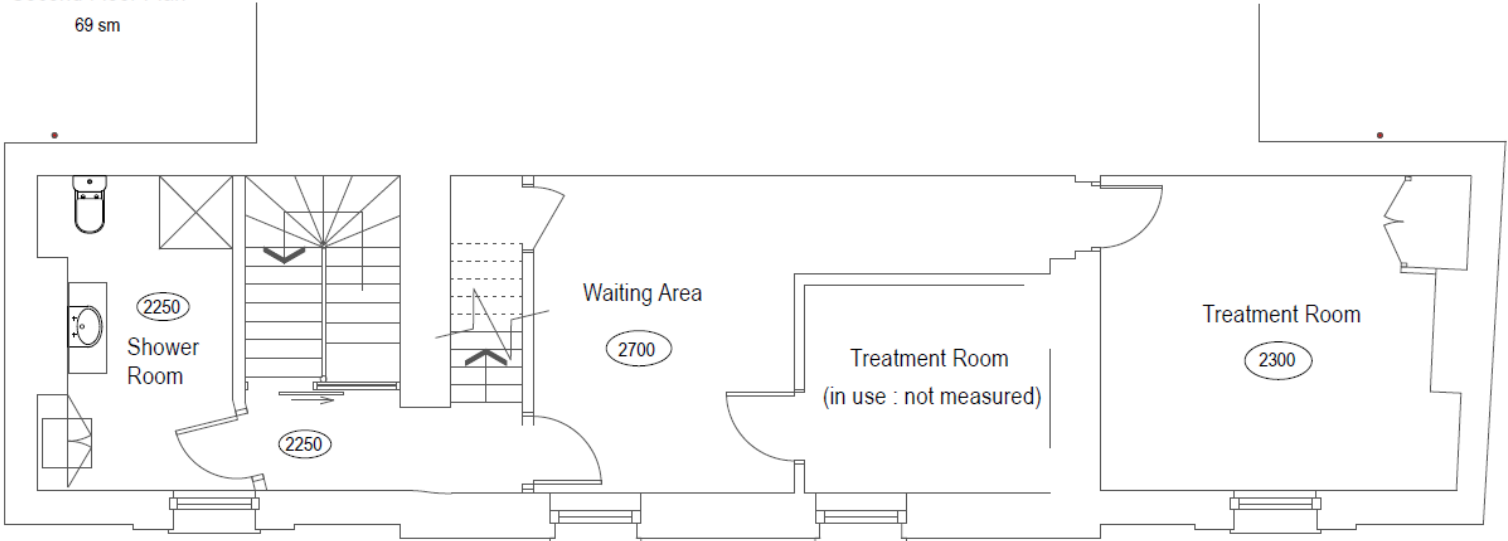 69 sm
2250
Shower
Room
2250
Waiting Area
2700
Treatment Room
(in use : not measured)
Treatment Room
2300